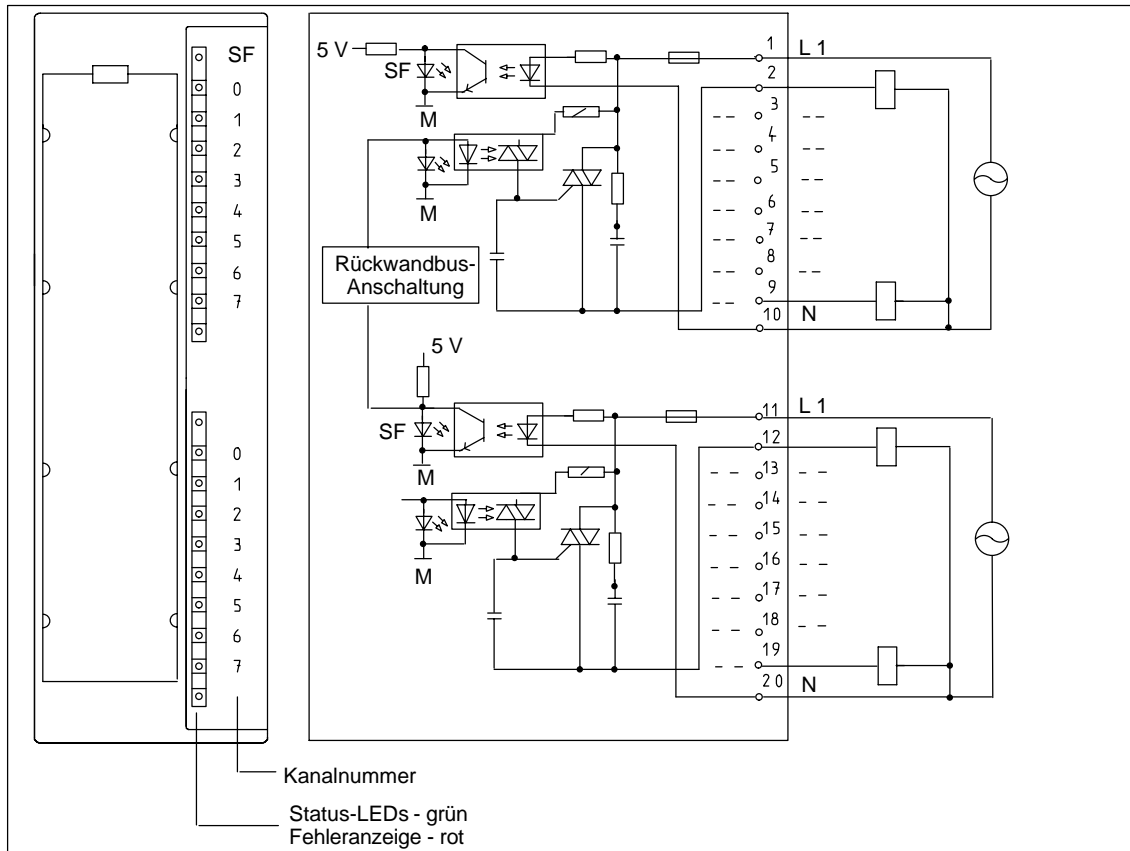 SF
0
1
2
3
4
5
6
7
0
1
2
3
4
5
6
7
Kanalnummer
Status-LEDs - grün
Fehleranzeige - rot
5 V
SF
M
M
Rückwandbus-
Anschaltung
5 V
SF
M
M
1 L 1
2
3
4
5
6
7
8
9
10 N
11 L 1
12
13
14
15
16
17
18
19
20 N